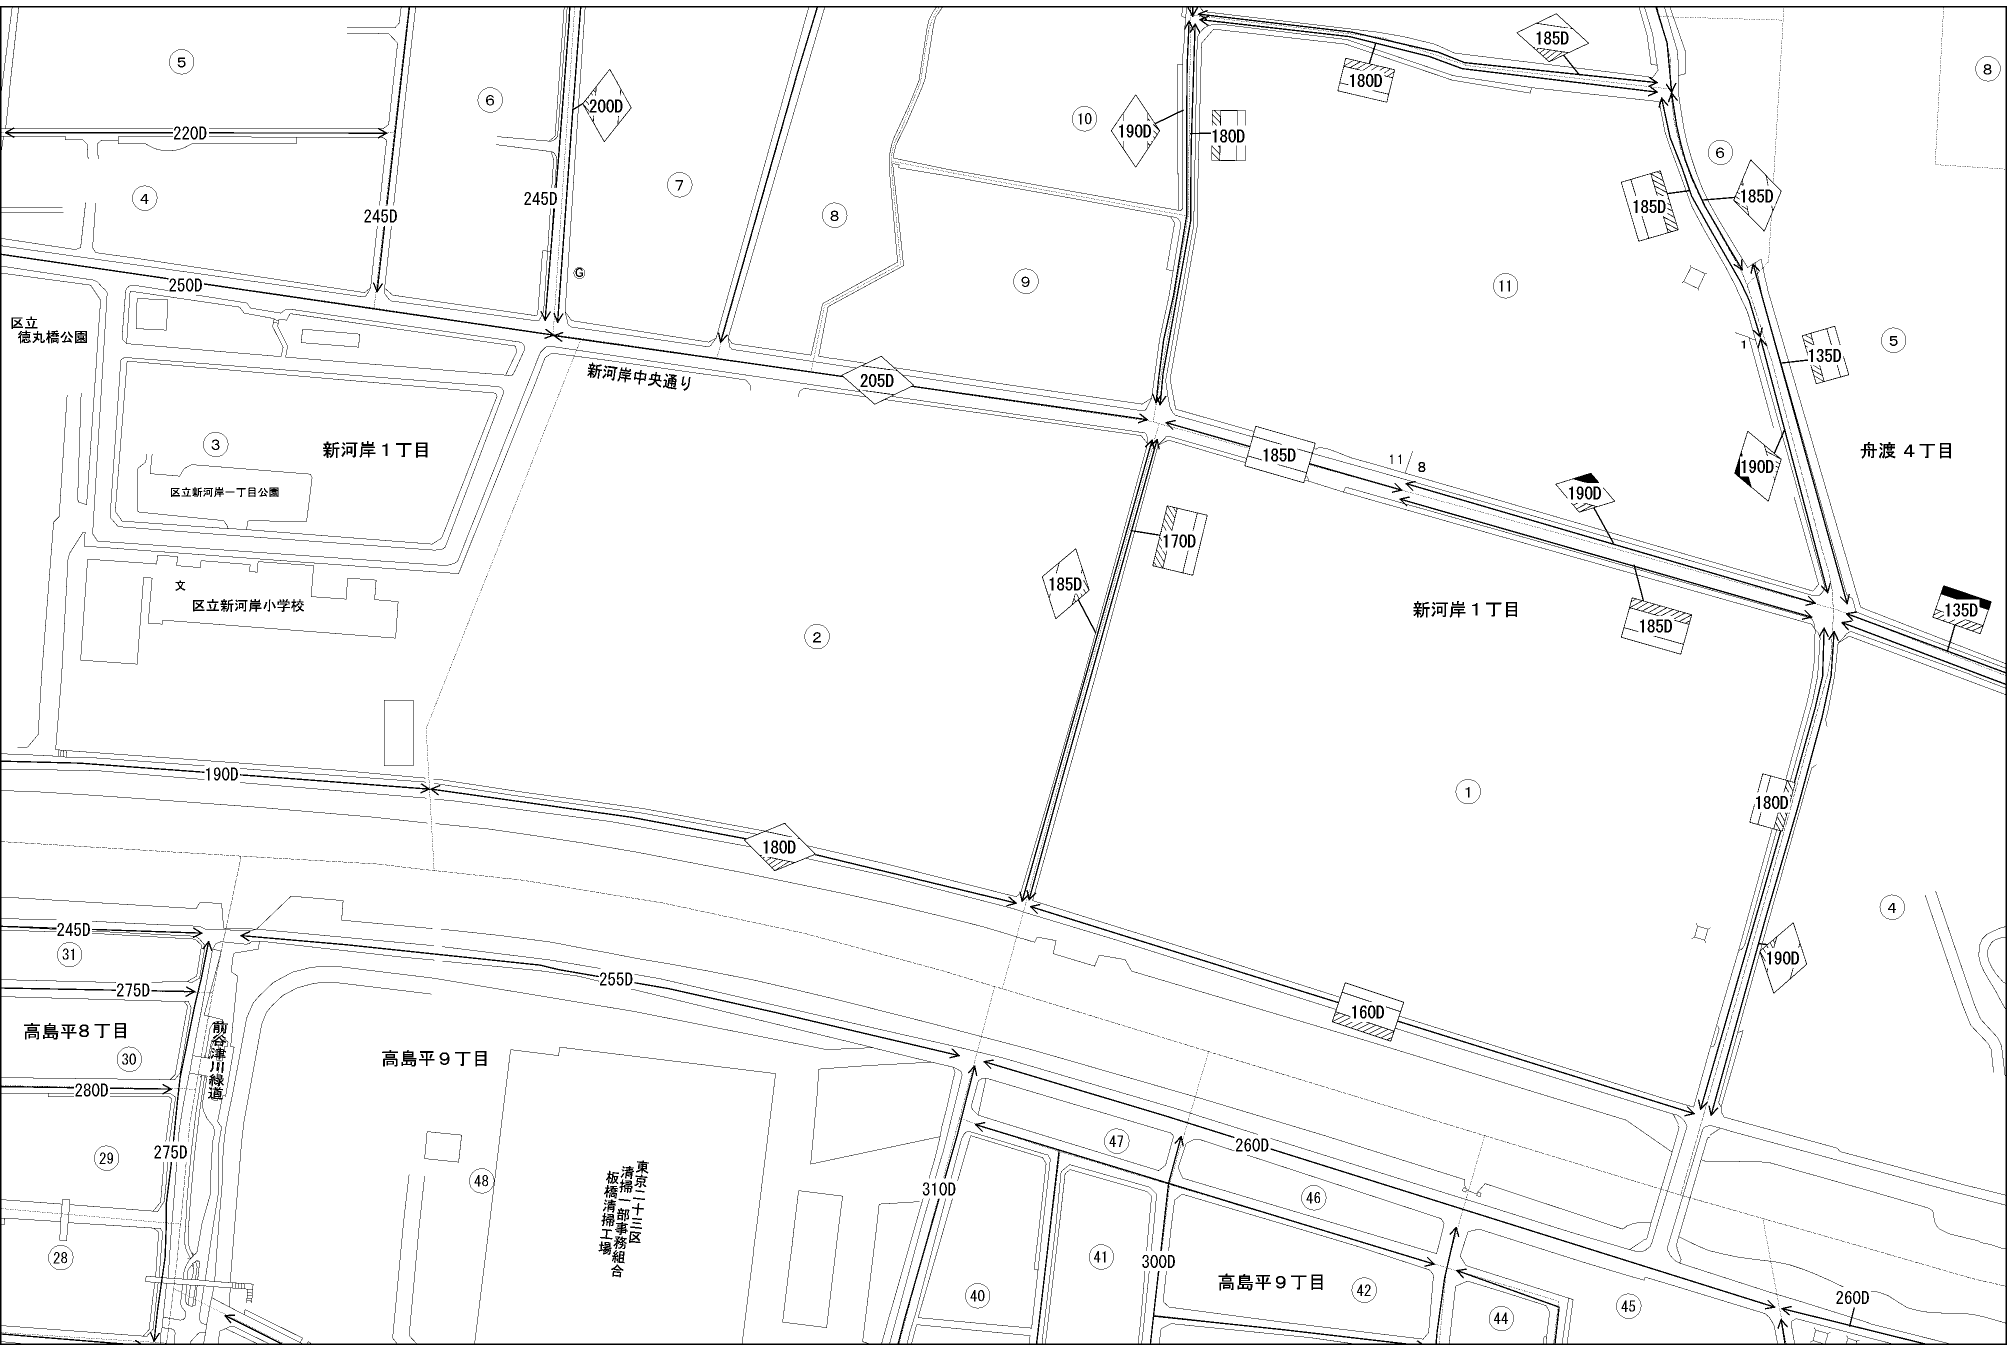 5
6
200D
185D
180D
8
220D
10
190D
180D
6
4
245D
245D
7
8
185D
185D
250D
G
9
11
区立
徳丸橋公園
新河岸中央通り
205D
1
135D
5
3
新河岸1丁目
区立新河岸一丁目公園
185D
11
8
190D
190D
舟渡4丁目
170D
185D
文
区立新河岸小学校
2
新河岸1丁目
185D
135D
190D
180D
1
180D
245D
31
255D
190D
4
275D
高島平8丁目
30
前谷津川緑道
高島平9丁目
160D
280D
29
275D
48
東京二十三区
清掃一部事務組合
板橋清掃工場
310D
47
260D
46
28
40
41
300D
高島平9丁目
42
44
45
260D